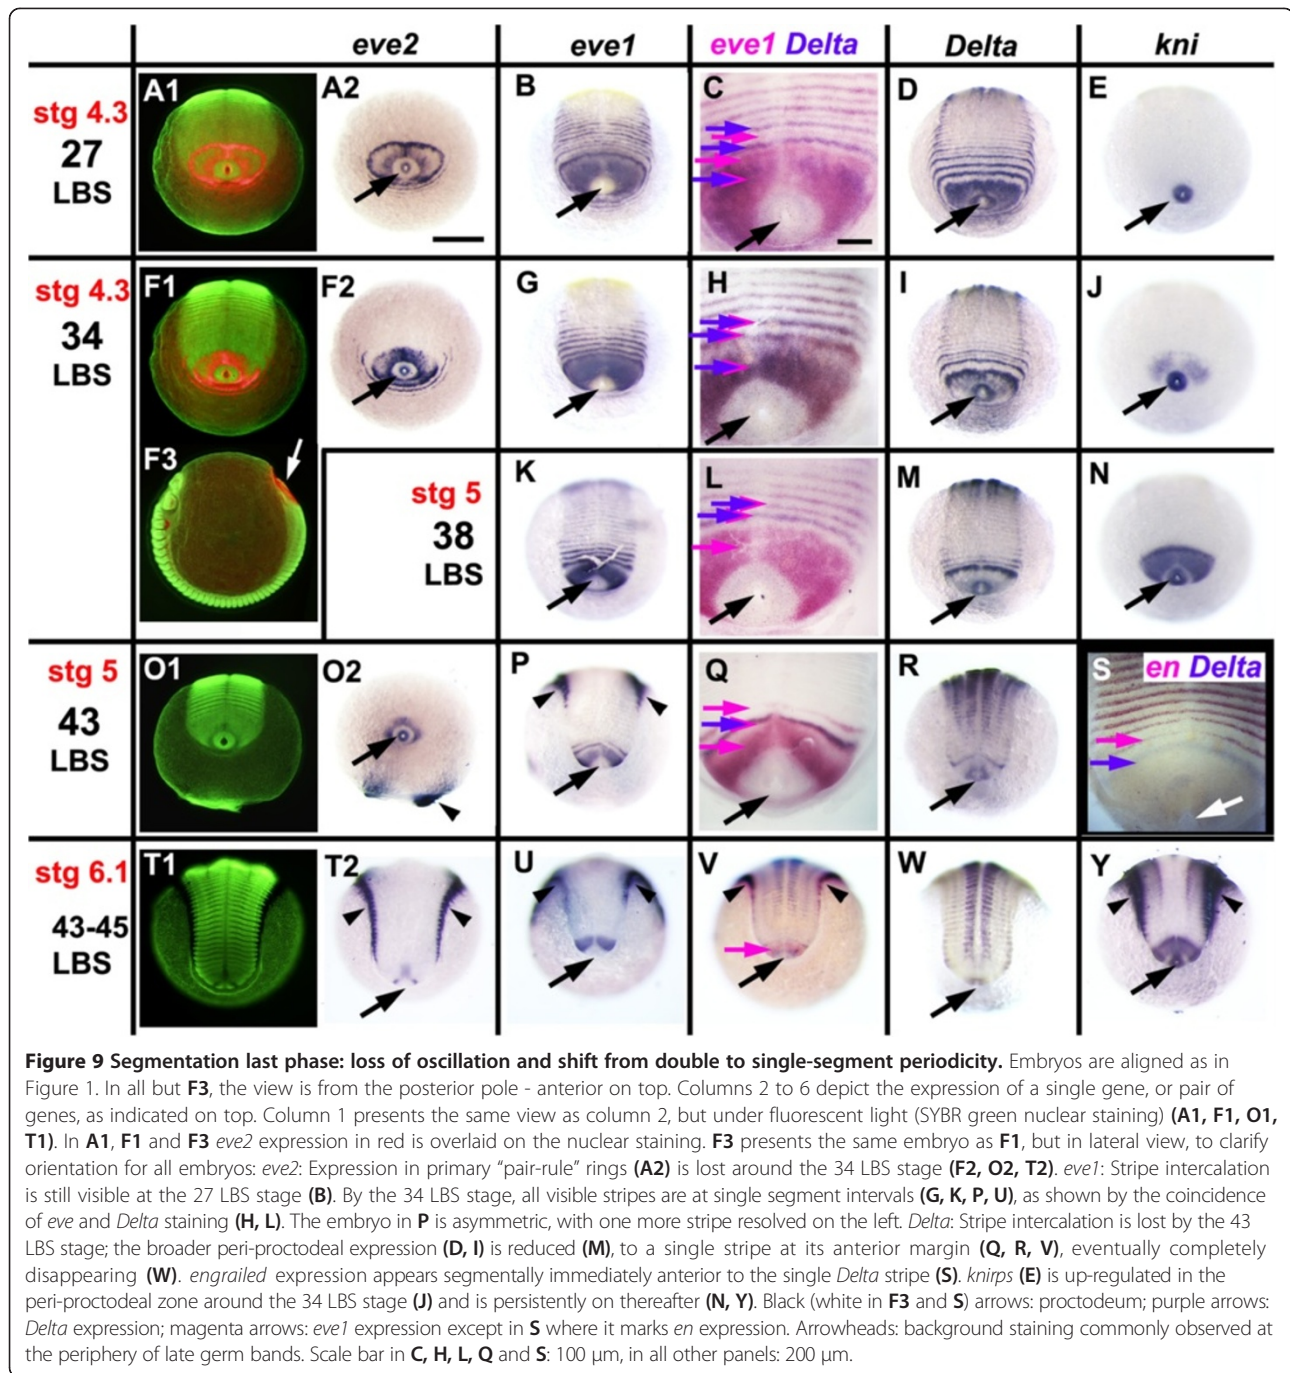 eve2 eve1 eve1 Delta Delta kni
stg 4.3
27
LBS
A1 A2 B C D E
stg 4.3
34
LBS
F1 F2 G H I J
F3
stg 5
38
LBS
K L M N
stg 5
43
LBS
O1 O2 P Q R S en Delta
stg 6.1
43-45
LBS
T1 T2 U V W Y
Figure 9 Segmentation last phase: loss of oscillation and shift from double to single-segment periodicity. Embryos are aligned as in
Figure 1. In all but F3, the view is from the posterior pole - anterior on top. Columns 2 to 6 depict the expression of a single gene, or pair of
genes, as indicated on top. Column 1 presents the same view as column 2, but under fluorescent light (SYBR green nuclear staining) (A1, F1, O1,
T1). In A1, F1 and F3 eve2 expression in red is overlaid on the nuclear staining. F3 presents the same embryo as F1, but in lateral view, to clarify
orientation for all embryos: eve2: Expression in primary “pair-rule” rings (A2) is lost around the 34 LBS stage (F2, O2, T2). eve1: Stripe intercalation
is still visible at the 27 LBS stage (B). By the 34 LBS stage, all visible stripes are at single segment intervals (G, K, P, U), as shown by the coincidence
of eve and Delta staining (H, L). The embryo in P is asymmetric, with one more stripe resolved on the left. Delta: Stripe intercalation is lost by the 43
LBS stage; the broader peri-proctodeal expression (D, I) is reduced (M), to a single stripe at its anterior margin (Q, R, V), eventually completely
disappearing (W). engrailed expression appears segmentally immediately anterior to the single Delta stripe (S). knirps (E) is up-regulated in the
peri-proctodeal zone around the 34 LBS stage (J) and is persistently on thereafter (N, Y). Black (white in F3 and S) arrows: proctodeum; purple arrows:
Delta expression; magenta arrows: eve1 expression except in S where it marks en expression. Arrowheads: background staining commonly observed at
the periphery of late germ bands. Scale bar in C, H, L, Q and S: 100 μm, in all other panels: 200 μm.